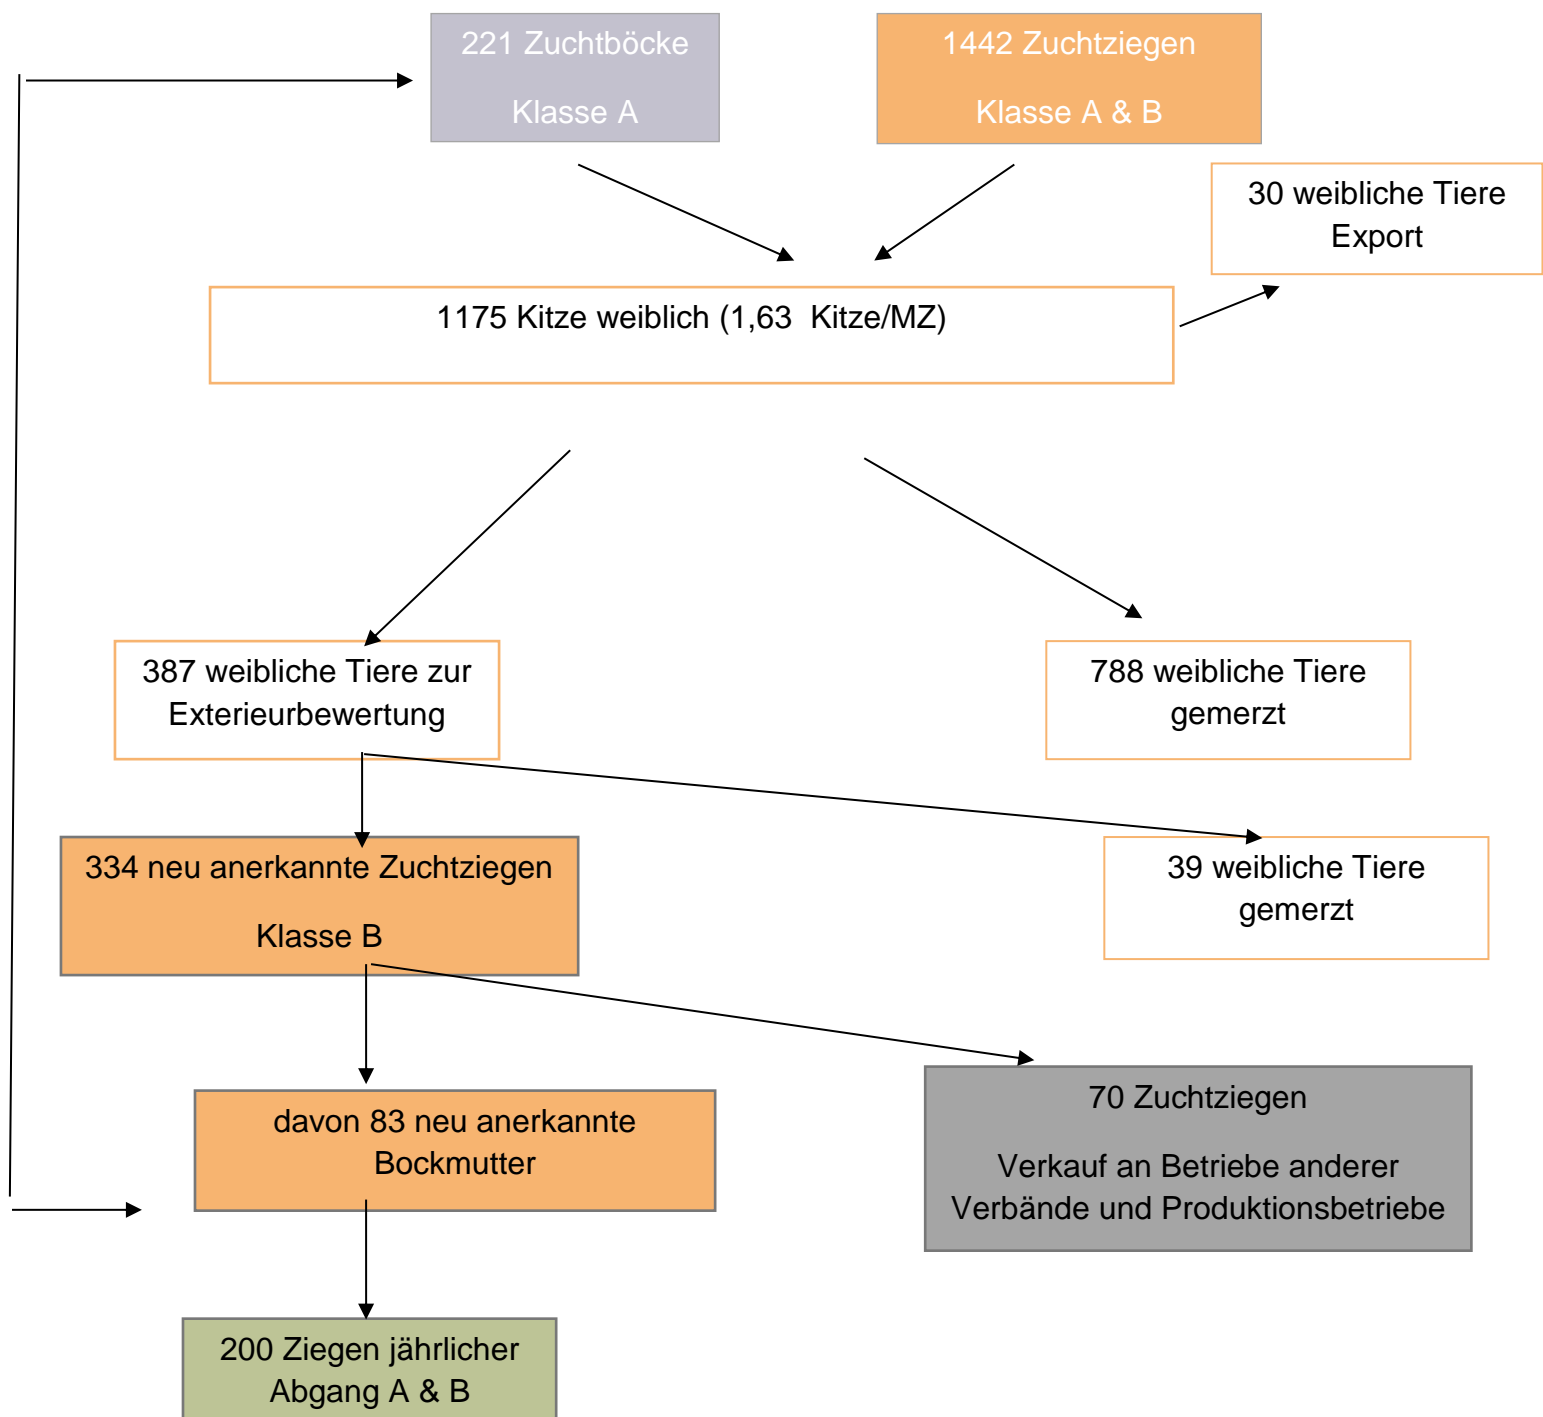 221 Zuchtböcke
Klasse A
1442 Zuchtziegen
Klasse A & B
30 weibliche Tiere
Export
1175 Kitze weiblich (1,63 Kitze/MZ)
387 weibliche Tiere zur
Exterieurbewertung
788 weibliche Tiere
gemerzt
334 neu anerkannte Zuchtziegen
Klasse B
39 weibliche Tiere
gemerzt
davon 83 neu anerkannte
Bockmutter
70 Zuchtziegen
Verkauf an Betriebe anderer
Verbände und Produktionsbetriebe
200 Ziegen jährlicher
Abgang A & B